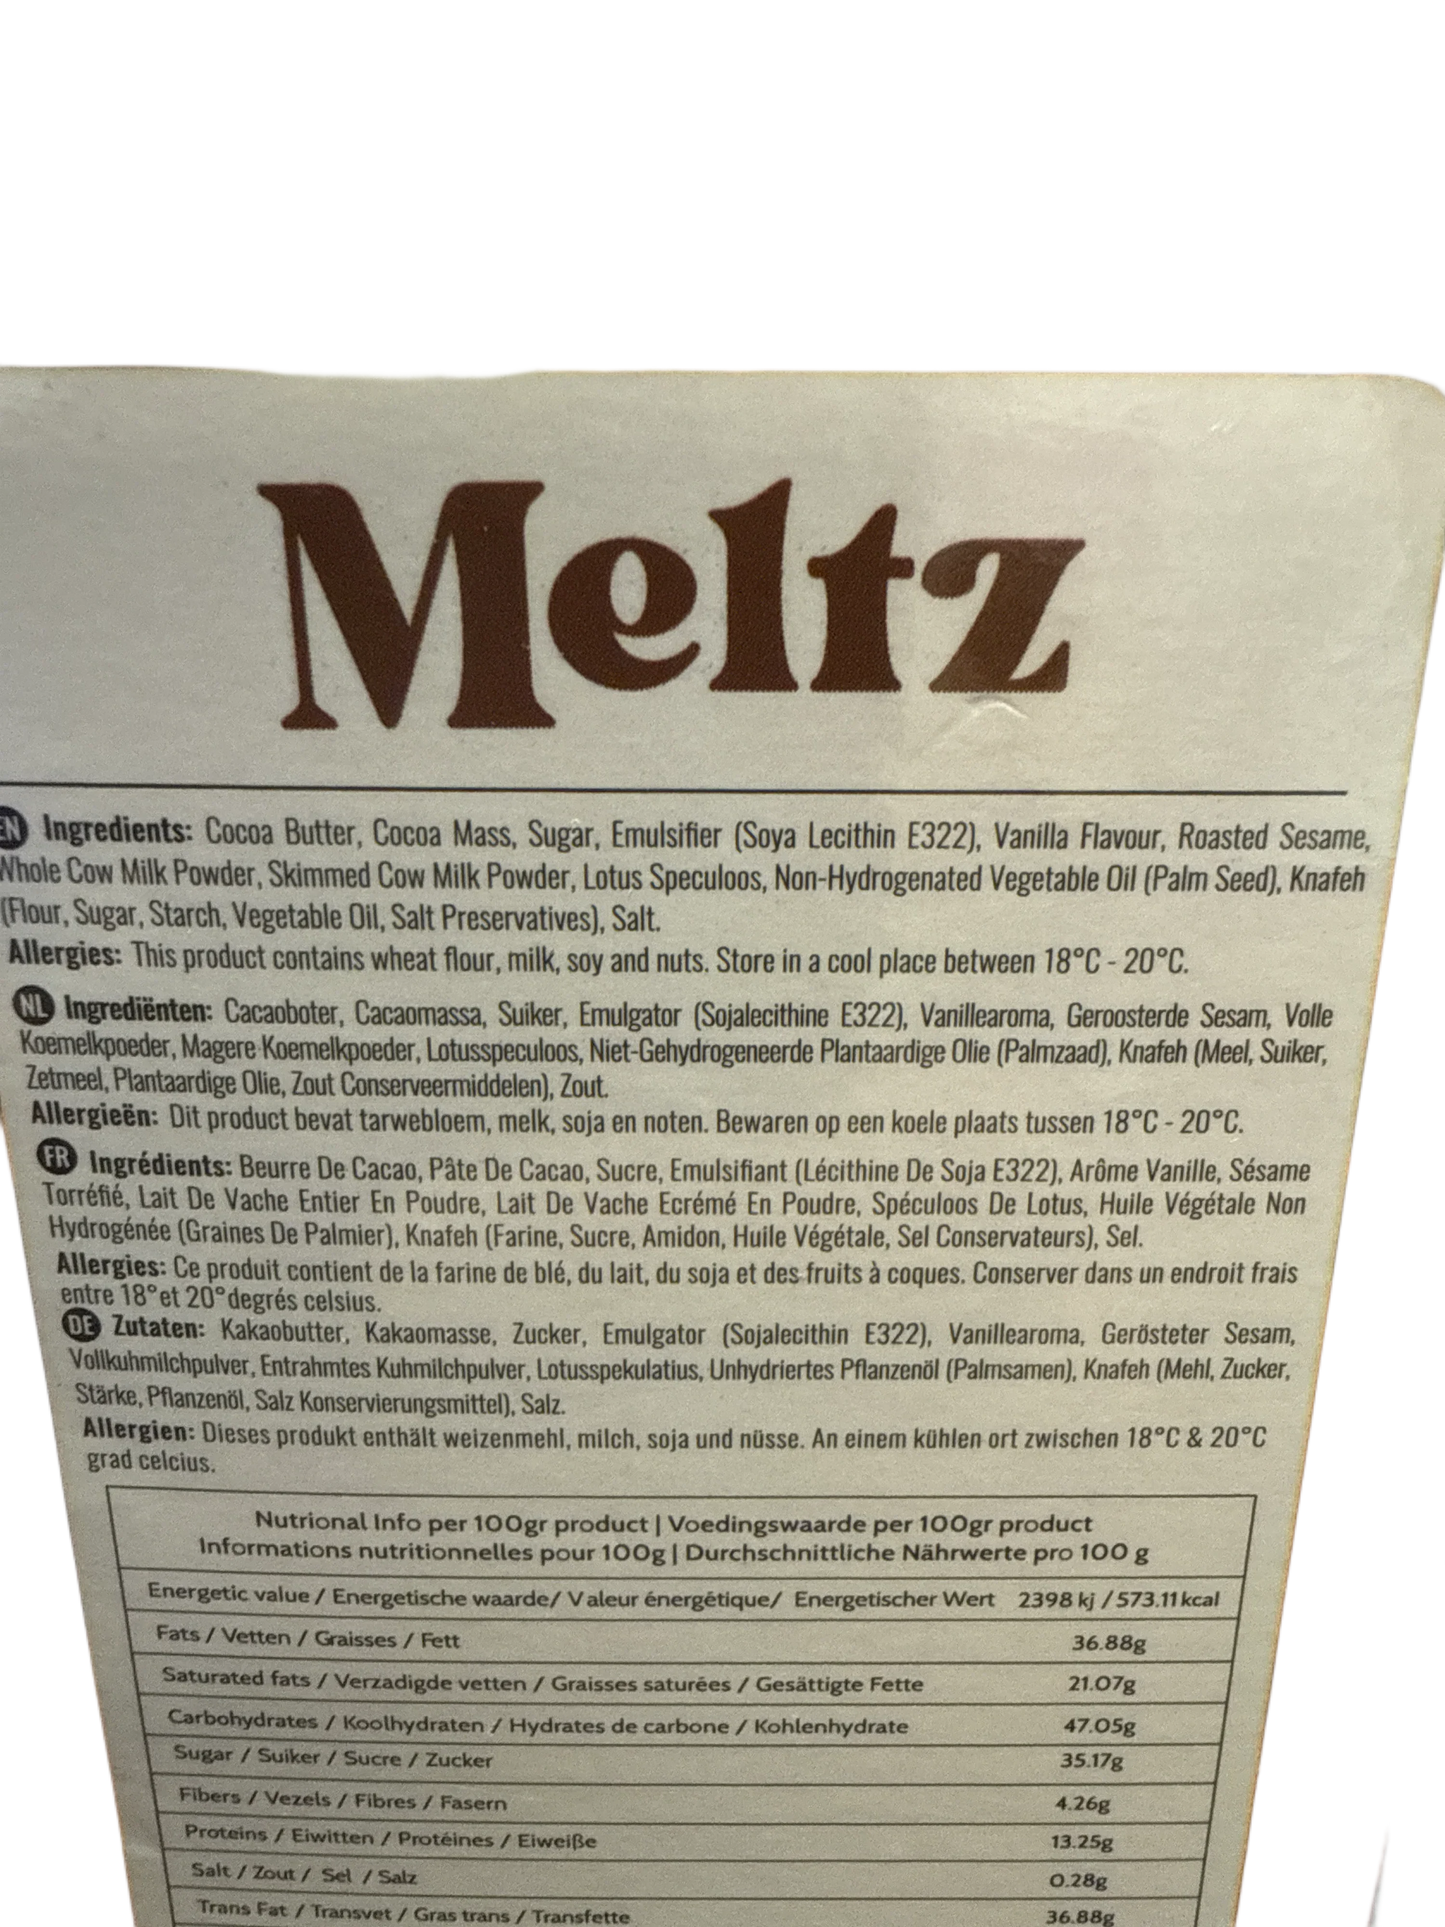 Meltz
EN Ingredients: Cocoa Butter, Cocoa Mass, Sugar, Emulsifier (Soya Lecithin E322), Vanilla Flavour, Roasted Sesame,
Whole Cow Milk Powder, Skimmed Cow Milk Powder, Lotus Speculoos, Non-Hydrogenated Vegetable Oil (Palm Seed), Knafeh
(Flour, Sugar, Starch, Vegetable Oil, Salt Preservatives), Salt.
Allergies: This product contains wheat flour, milk, soy and nuts. Store in a cool place between 18°C - 20°C.
NL Ingrediënten: Cacaoboter, Cacaomassa, Suiker, Emulgator (Sojalecithine E322), Vanillearoma, Geroosterde Sesam, Volle
Koemelkpoeder, Magere Koemelkpoeder, Lotusspeculoos, Niet-Gehydrogeneerde Plantaardige Olie (Palmzaad), Knafeh (Meel, Suiker,
Zetmeel, Plantaardige Olie, Zout Conserveermiddelen), Zout.
Allergieën: Dit product bevat tarwebloem, melk, soja en noten. Bewaren op een koele plaats tussen 18°C - 20°C.
FR Ingrédients: Beurre De Cacao, Pâte De Cacao, Sucre, Emulsifiant (Lécithine De Soja E322), Arôme Vanille, Sésame
Torréfié, Lait De Vache Entier En Poudre, Lait De Vache Ecrémé En Poudre, Spéculoos De Lotus, Huile Végétale Non
Hydrogénée (Graines De Palmier), Knafeh (Farine, Sucre, Amidon, Huile Végétale, Sel Conservateurs), Sel.
Allergies: Ce produit contient de la farine de blé, du lait, du soja et des fruits à coques. Conserver dans un endroit frais
entre 18° et 20° degrés celsius.
DE Zutaten: Kakaobutter, Kakaomasse, Zucker, Emulgator (Sojalecithin E322), Vanillearoma, Gerösteter Sesam,
Vollkuhmilchpulver, Entrahmtes Kuhmilchpulver, Lotusspekulatius, Unhydriertes Pflanzenöl (Palmsamen), Knafeh (Mehl, Zucker,
Stärke, Pflanzenöl, Salz Konservierungsmittel), Salz.
Allergien: Dieses produkt enthält weizenmehl, milch, soja und nüsse. An einem kühlen ort zwischen 18°C & 20°C
grad celcius.
Nutrional Info per 100gr product | Voedingswaarde per 100gr product
Informations nutritionnelles pour 100g | Durchschnittliche Nährwerte pro 100 g
Energetic value / Energetische waarde/ Valeur énergétique/ Energetischer Wert 2398 kj / 573.11 kcal
Fats / Vetten / Graisses / Fett 36.88g
Saturated fats / Verzadigde vetten / Graisses saturées / Gesättigte Fette 21.07g
Carbohydrates / Koolhydraten / Hydrates de carbone / Kohlenhydrate 47.05g
Sugar / Suiker / Sucre / Zucker 35.17g
Fibers / Vezels / Fibres / Fasern 4.26g
Proteins / Eiwitten / Protéines / Eiweiße 13.25g
Salt / Zout / Sel / Salz 0.28g
Trans Fat / Transvet / Gras trans / Transfette 36.88g